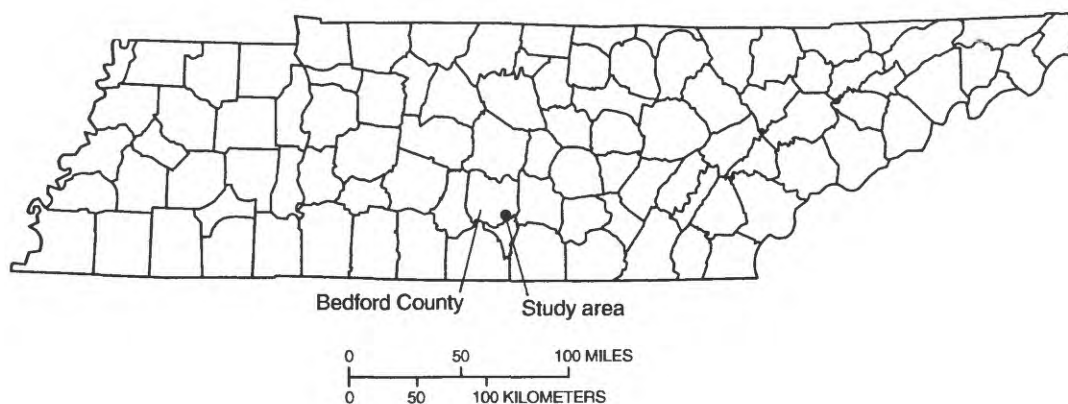 Bedford County
Study area
0 50 100 MILES
0 50 100 KILOMETERS